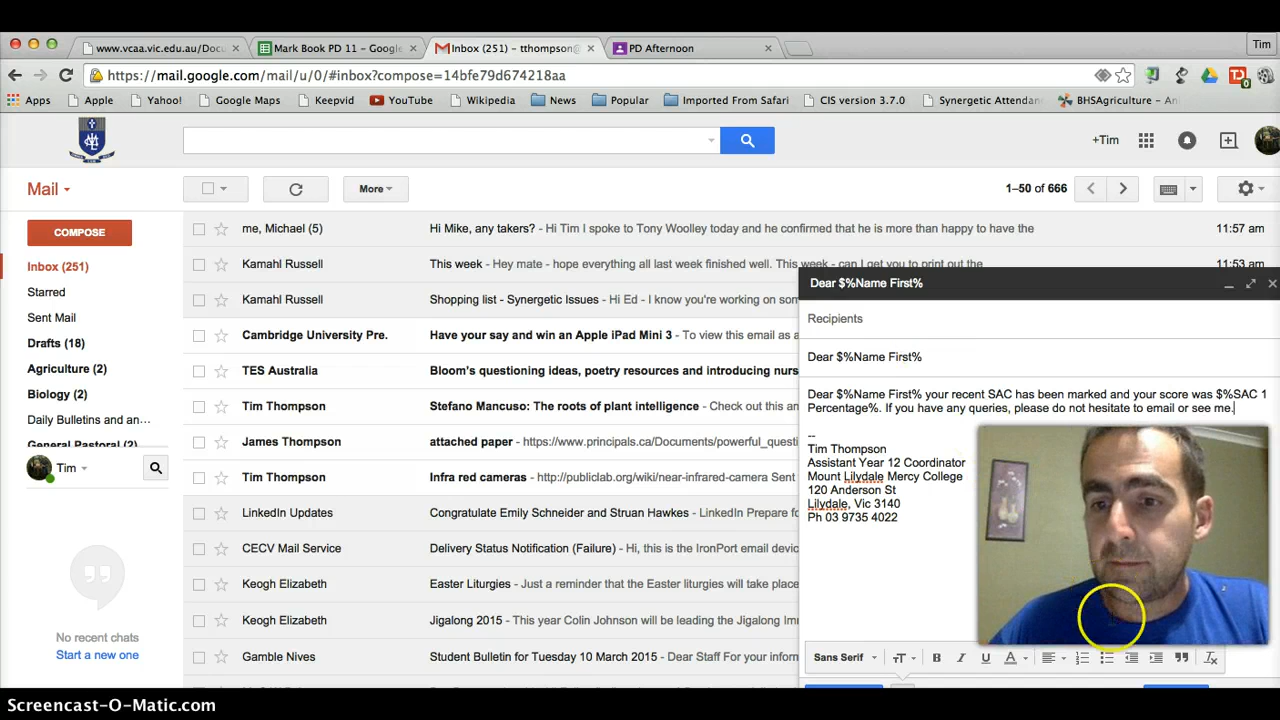 www.vcaa.vic.edu.au/Docu
Mark Book PD 11 - Google
Inbox (251) - tthompson@
PD Afternoon
Tim
https://mail.google.com/mail/u/0/#inbox?compose=14bfe79d674218aa
Apps
Apple
Yahoo!
Google Maps
Keepvid
YouTube
Wikipedia
News
Popular
Imported From Safari
CIS version 3.7.0
Synergetic Attendan
BHSAgriculture - An
+Tim
Mail
More
1–50 of 666
COMPOSE
Inbox (251)
Starred
Sent Mail
Drafts (18)
Agriculture (2)
Biology (2)
Daily Bulletins and an...
General Pastoral (2)
Tim
No recent chats
Start a new one
me, Michael (5) Hi Mike, any takers? - Hi Tim I spoke to Tony Woolley today and he confirmed that he is more than happy to have the 11:57 am
Kamahl Russell This week - Hey mate - hope everything all last week finished well. This week - can I get you to print out the 11:53 am
Kamahl Russell Shopping list - Synergetic Issues - Hi Ed - I know you're working on som
Cambridge University Pre. Have your say and win an Apple iPad Mini 3 - To view this email as a
TES Australia Bloom's questioning ideas, poetry resources and introducing nurs
Tim Thompson Stefano Mancuso: The roots of plant intelligence - Check out this an
James Thompson attached paper - https://www.principals.ca/Documents/powerful_questi
Tim Thompson Infra red cameras - http://publiclab.org/wiki/near-infrared-camera Sent
LinkedIn Updates Congratulate Emily Schneider and Struan Hawkes - LinkedIn Prepare fo
CECV Mail Service Delivery Status Notification (Failure) - Hi, this is the IronPort email devic
Keogh Elizabeth Easter Liturgies - Just a reminder that the Easter liturgies will take plac
Keogh Elizabeth Jigalong 2015 - This year Colin Johnson will be leading the Jigalong Im
Gamble Nives Student Bulletin for Tuesday 10 March 2015 - Dear Staff For your inform
Dear $%Name First%
Recipients
Dear $%Name First%
Dear $%Name First% your recent SAC has been marked and your score was $%SAC 1
Percentage%. If you have any queries, please do not hesitate to email or see me.
--
Tim Thompson
Assistant Year 12 Coordinator
Mount Lilydale Mercy College
120 Anderson St
Lilydale, Vic 3140
Ph 03 9735 4022
Sans Serif
Screencast-O-Matic.com